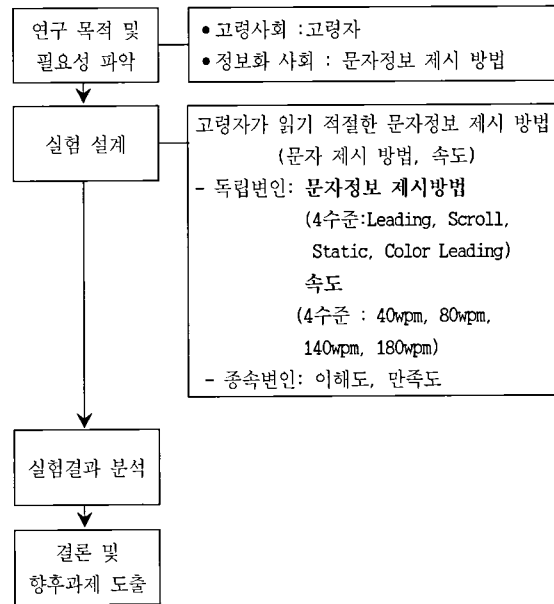 연구 목적 및
필요성 파악
• 고령사회 :고령자
• 정보화 사회 : 문자정보 제시 방법
실험 설계
고령자가 읽기 적절한 문자정보 제시 방법
(문자 제시 방법, 속도)
- 독립변인: 문자정보 제시방법
(4수준:Leading, Scroll,
Static, Color Leading)
속도
(4수준 : 40wpm, 80wpm,
140wpm, 180wpm)
- 종속변인: 이해도, 만족도
실험결과 분석
결론 및
향후과제 도출